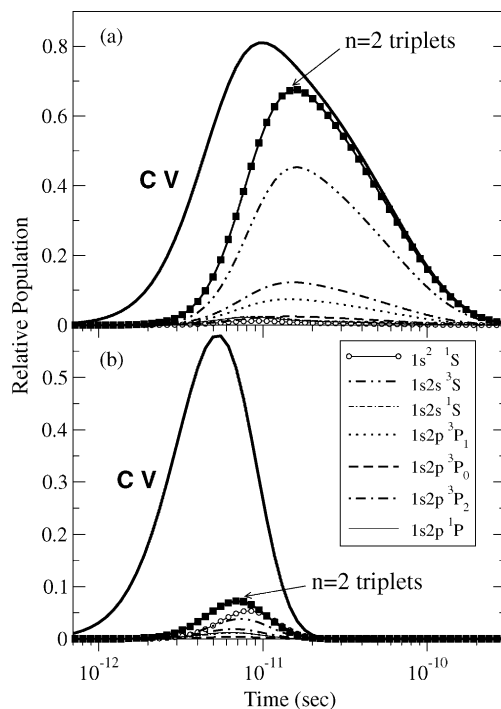 (a)
n=2 triplets
C V
0.8
0.6
0.4
0.2
0
Relative Population
(b)
C V
n=2 triplets
0.5
0.4
0.3
0.2
0.1
0
1s² ¹S
1s2s ³S
1s2s ¹S
1s2p ³P₁
1s2p ³P₀
1s2p ³P₂
1s2p ¹P
10⁻¹²
10⁻¹¹
10⁻¹⁰
Time (sec)